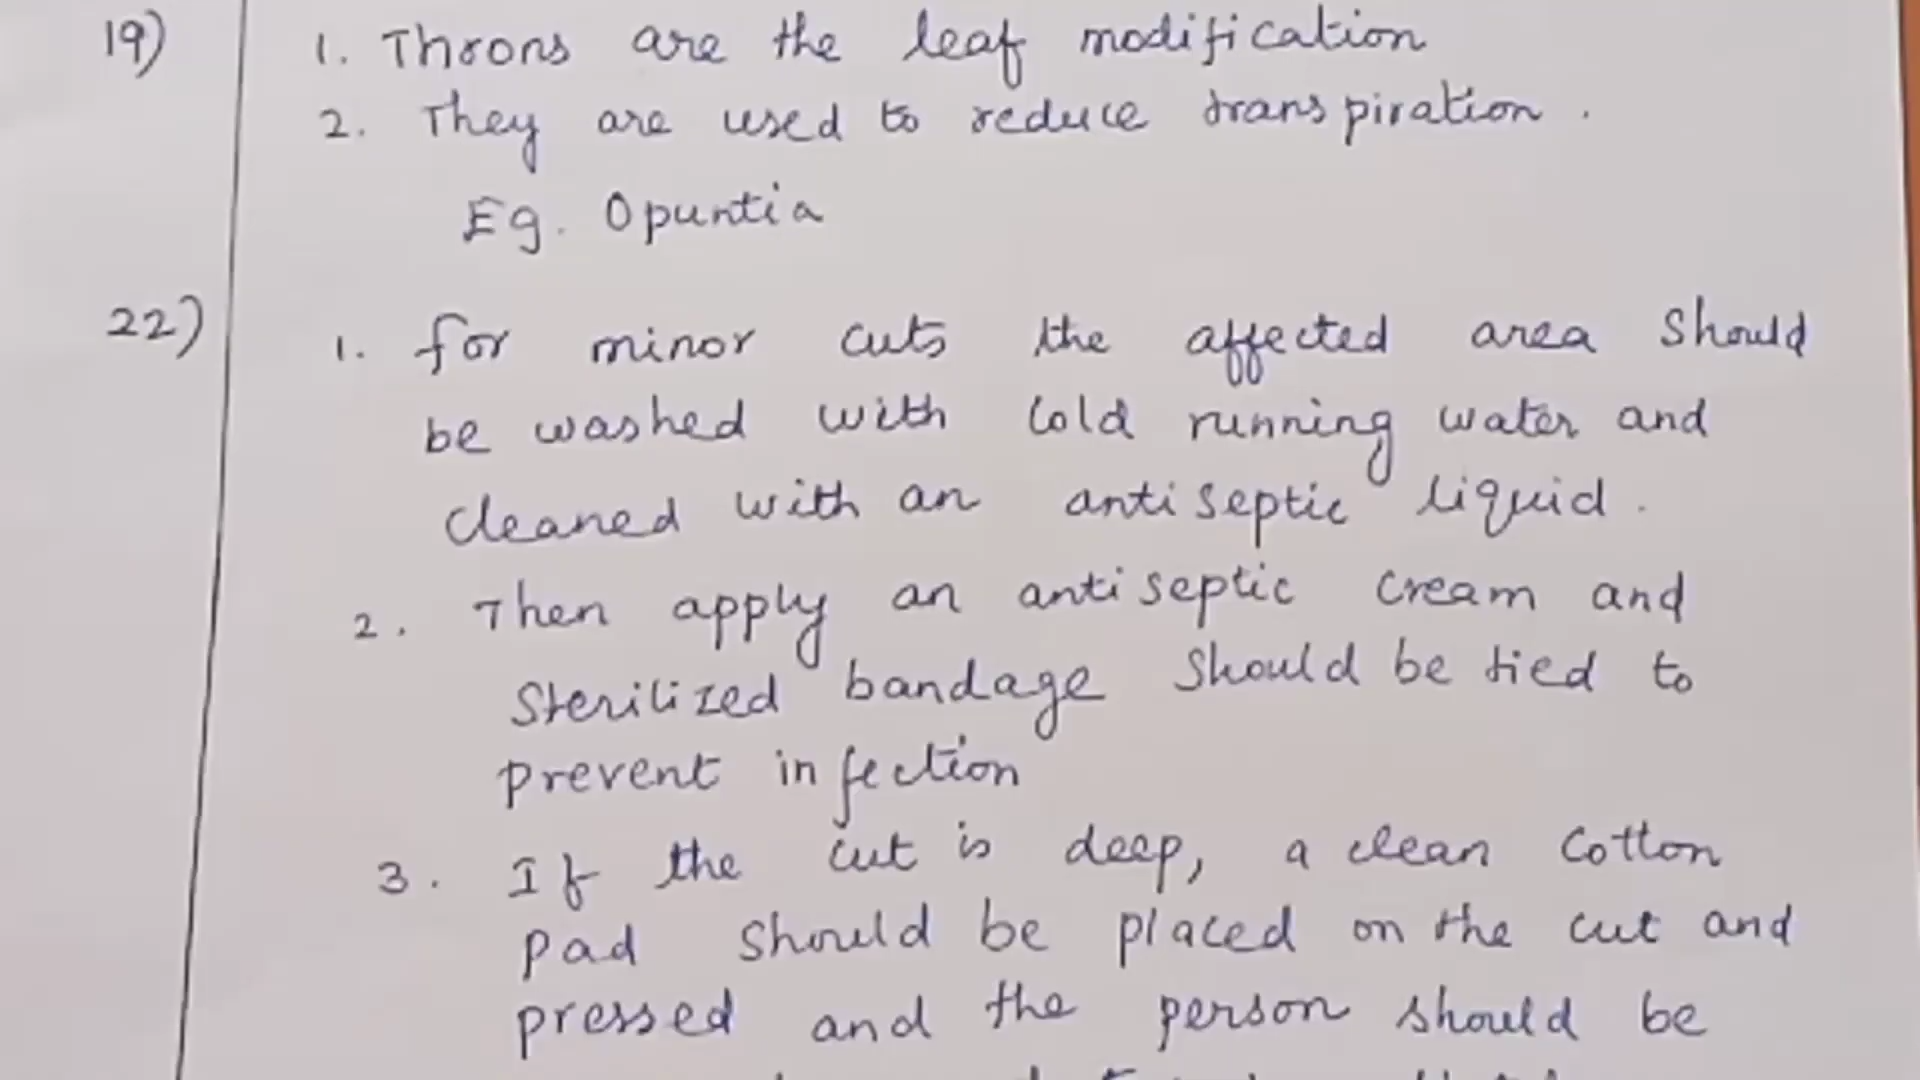 19) 1. Throns are the leaf modification
2. They are used to reduce transpiration.
Eg. Opuntia
22) 1. for minor cuts the affected area should
be washed with cold running water and
cleaned with an antiseptic liquid.
2. Then apply an antiseptic cream and
sterilized bandage should be tied to
prevent infection
3. If the cut is deep, a clean cotton
pad should be placed on the cut and
pressed and the person should be